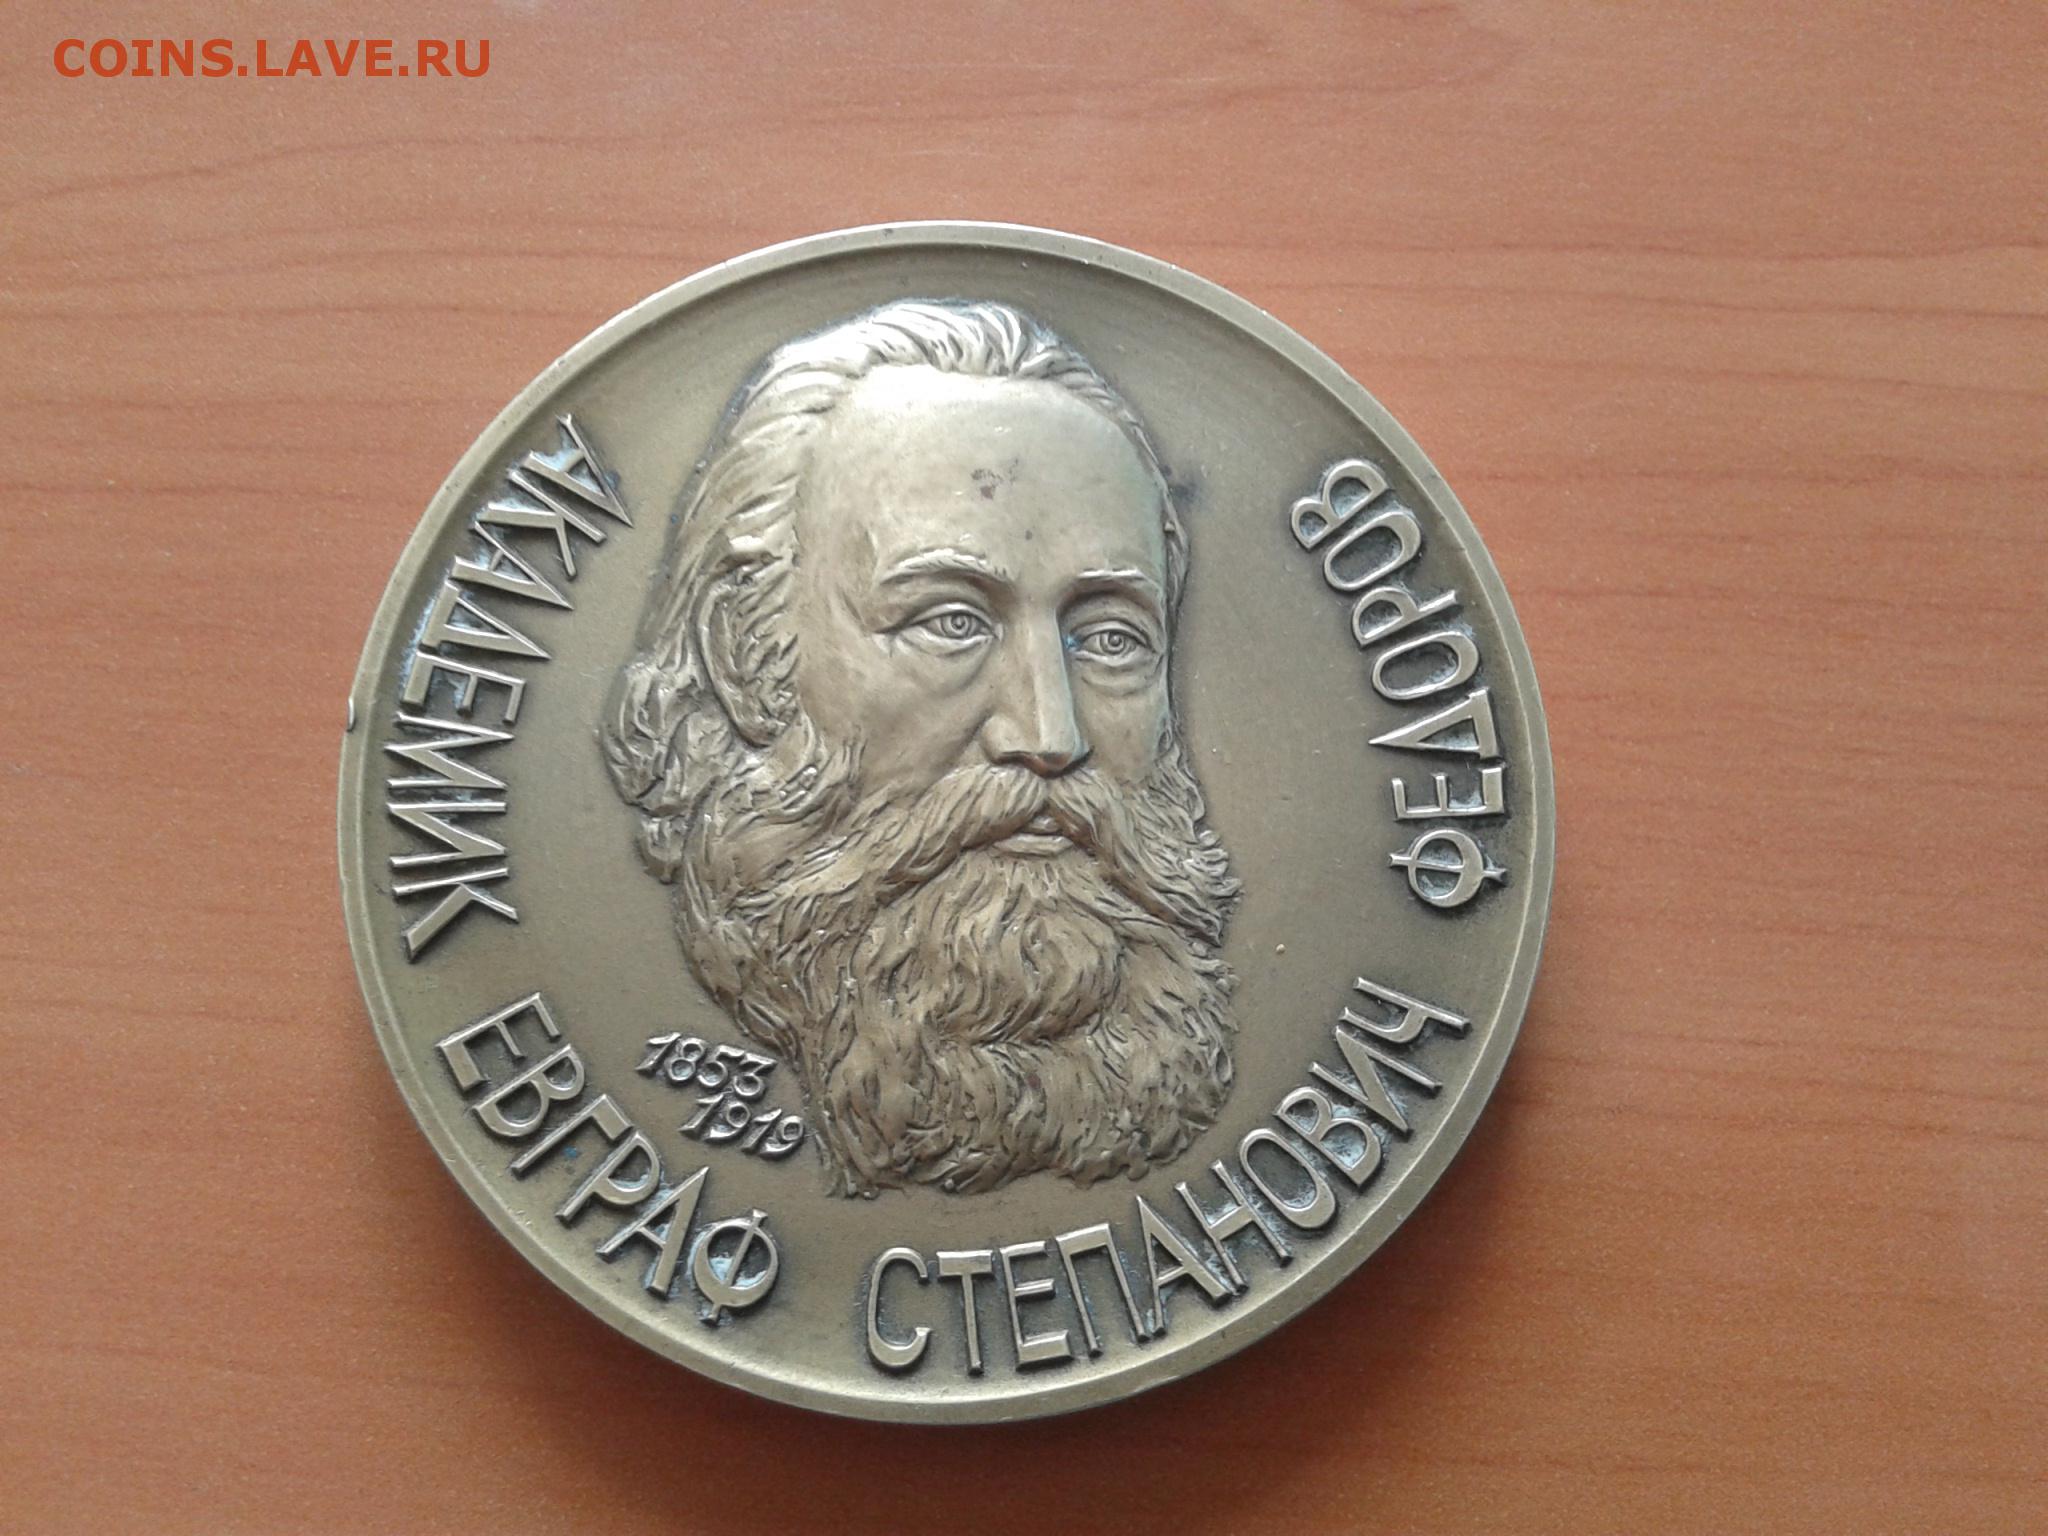 COINS.LAVE.RU
АКАДЕМИК ЕВГРАФ СТЕПАНОВИЧ ФЕДОРОВ
1853
1919